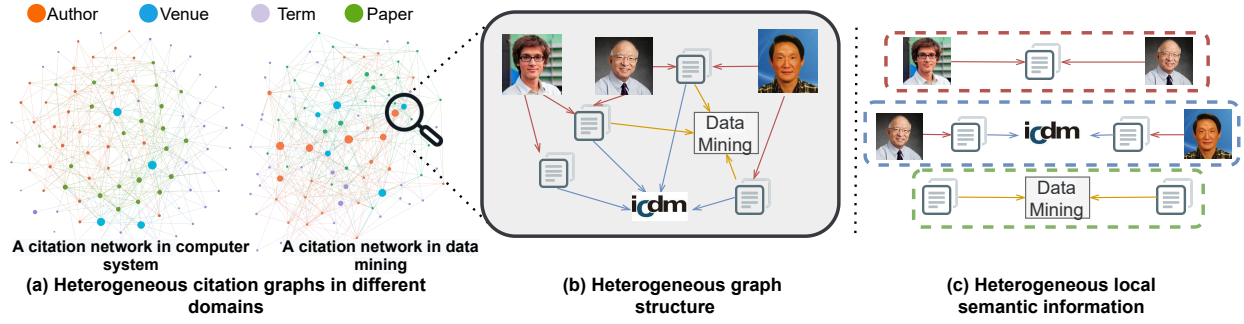 Author Venue Term Paper
A citation network in computer system
A citation network in data mining
(a) Heterogeneous citation graphs in different domains
Data Mining
icdm
(b) Heterogeneous graph structure
icdm
Data Mining
(c) Heterogeneous local semantic information